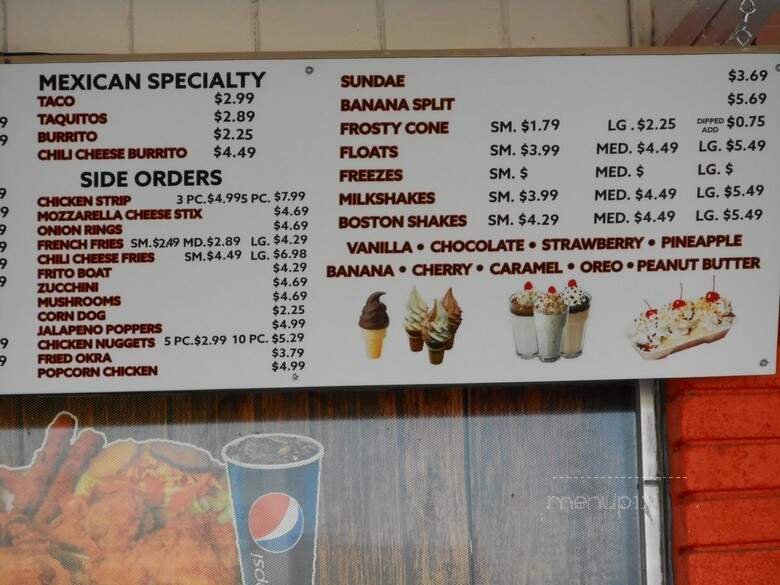 MEXICAN SPECIALTY
TACO $2.99
TAQUITOS $2.89
BURRITO $2.25
CHILI CHEESE BURRITO $4.49
SIDE ORDERS
CHICKEN STRIP 3 PC.$4.995 PC. $7.99
MOZZARELLA CHEESE STIX $4.69
ONION RINGS $4.69
FRENCH FRIES SM.$249 MD.$2.89 LG. $4.29
CHILI CHEESE FRIES SM.$4.49 LG. $6.98
FRITO BOAT $4.29
ZUCCHINI $4.69
MUSHROOMS $4.69
CORN DOG $2.25
JALAPENO POPPERS $4.99
CHICKEN NUGGETS 5 PC.$2.99 10 PC. $5.29
FRIED OKRA $3.79
POPCORN CHICKEN $4.99
SUNDAE $3.69
BANANA SPLIT $5.69
FROSTY CONE SM. $1.79 LG . $2.25 DIPPED ADD $0.75
FLOATS SM. $3.99 MED. $4.49 LG. $5.49
FREEZES SM. $ MED. $ LG. $
MILKSHAKES SM. $3.99 MED. $4.49 LG. $5.49
BOSTON SHAKES SM. $4.29 MED. $4.49 LG. $5.49
VANILLA • CHOCOLATE • STRAWBERRY • PINEAPPLE
BANANA • CHERRY • CARAMEL • OREO • PEANUT BUTTER
pepsi
menupix